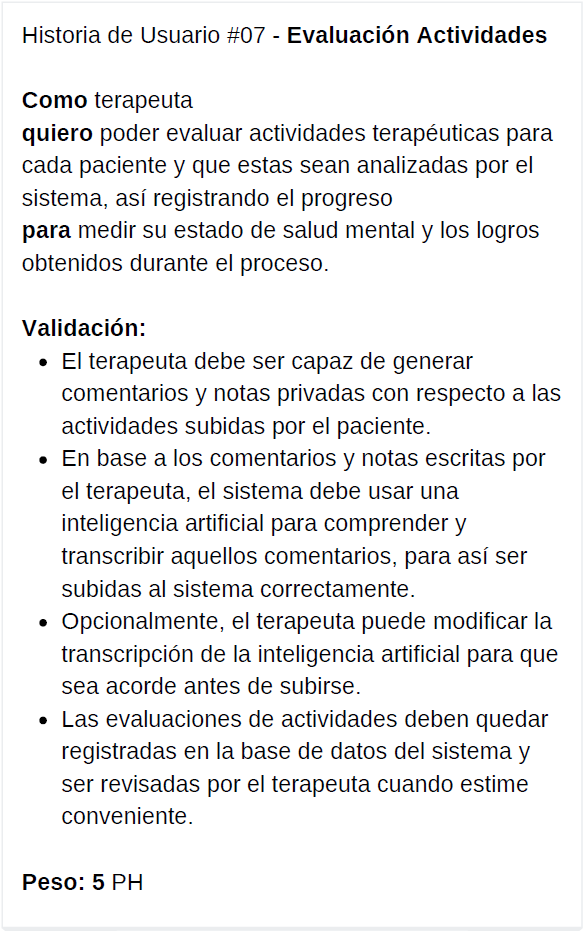 Historia de Usuario #07 - Evaluación Actividades
Como terapeuta
quiero poder evaluar actividades terapéuticas para
cada paciente y que estas sean analizadas por el
sistema, así registrando el progreso
para medir su estado de salud mental y los logros
obtenidos durante el proceso.
Validación:
• El terapeuta debe ser capaz de generar
comentarios y notas privadas con respecto a las
actividades subidas por el paciente.
• En base a los comentarios y notas escritas por
el terapeuta, el sistema debe usar una
inteligencia artificial para comprender y
transcribir aquellos comentarios, para así ser
subidas al sistema correctamente.
• Opcionalmente, el terapeuta puede modificar la
transcripción de la inteligencia artificial para que
sea acorde antes de subirse.
• Las evaluaciones de actividades deben quedar
registradas en la base de datos del sistema y
ser revisadas por el terapeuta cuando estime
conveniente.
Peso: 5 PH